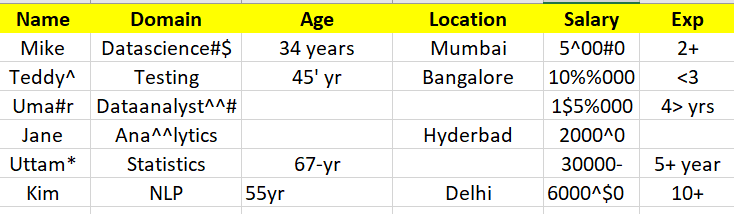 Name Domain Age Location Salary Exp
Mike Datascience#$ 34 years Mumbai 5^00#0 2+
Teddy^ Testing 45' yr Bangalore 10%%000 <3
Uma#r Dataanalyst^^# 1$5%000 4> yrs
Jane Ana^^lytics Hyderbad 2000^0
Uttam* Statistics 67-yr 30000- 5+ year
Kim NLP 55yr Delhi 6000^$0 10+